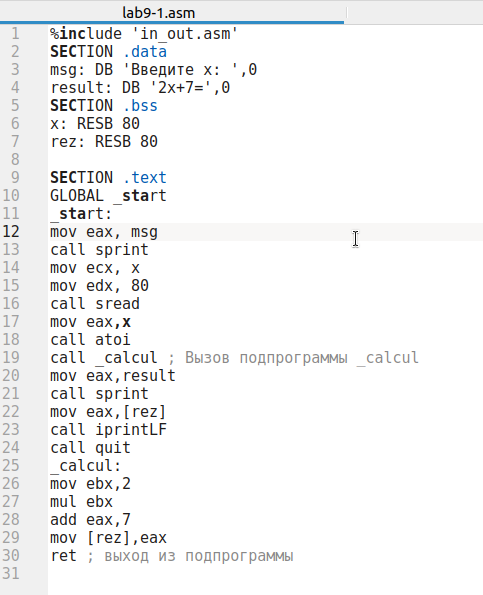 lab9-1.asm
1 %include 'in_out.asm'
2 SECTION .data
3 msg: DB 'Введите x: ',0
4 result: DB '2x+7=',0
5 SECTION .bss
6 x: RESB 80
7 rez: RESB 80
8
9 SECTION .text
10 GLOBAL _start
11 _start:
12 mov eax, msg
13 call sprint
14 mov ecx, x
15 mov edx, 80
16 call sread
17 mov eax,x
18 call atoi
19 call _calcul ; Вызов подпрограммы _calcul
20 mov eax,result
21 call sprint
22 mov eax,[rez]
23 call iprintLF
24 call quit
25 _calcul:
26 mov ebx,2
27 mul ebx
28 add eax,7
29 mov [rez],eax
30 ret ; выход из подпрограммы
31